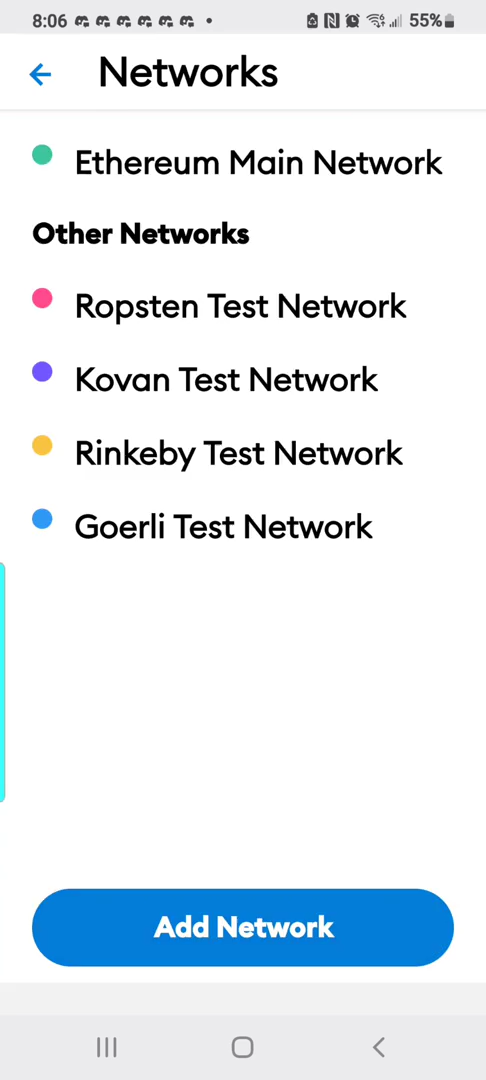 8:06 55%
Networks
Ethereum Main Network
Other Networks
Ropsten Test Network
Kovan Test Network
Rinkeby Test Network
Goerli Test Network
Add Network